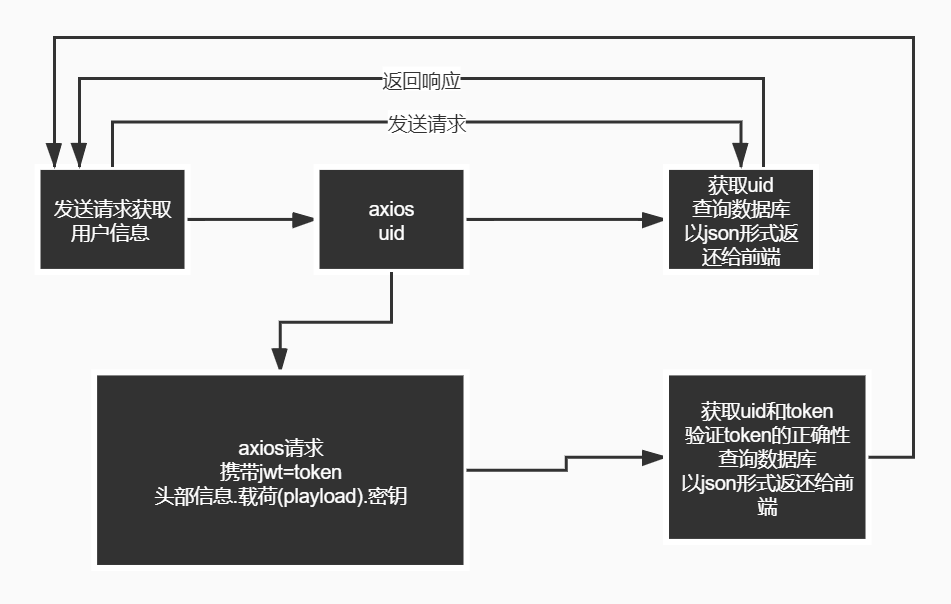 返回响应
发送请求
发送请求获取
用户信息
axios
uid
获取uid
查询数据库
以json形式返
还给前端
axios请求
携带jwt=token
头部信息.载荷(playload).密钥
获取uid和token
验证token的正确性
查询数据库
以json形式返还给前
端